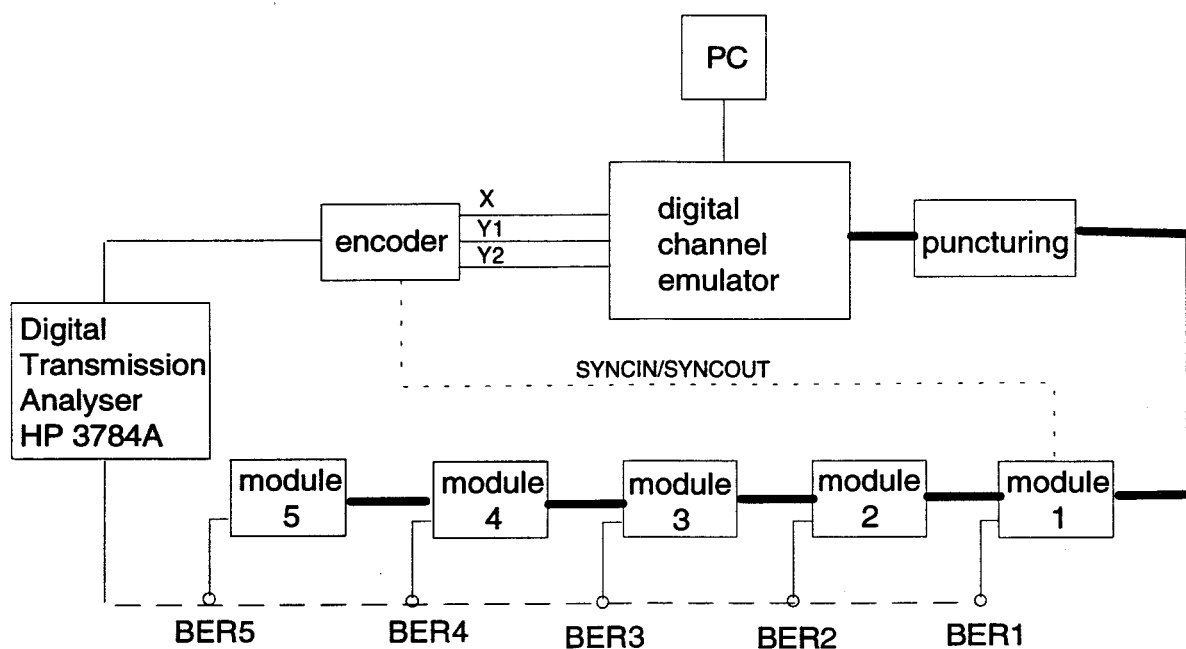 PC
X
Y1
Y2
encoder
digital
channel
emulator
puncturing
Digital
Transmission
Analyser
HP 3784A
SYNCIN/SYNCOUT
module
5
module
4
module
3
module
2
module
1
BER5
BER4
BER3
BER2
BER1